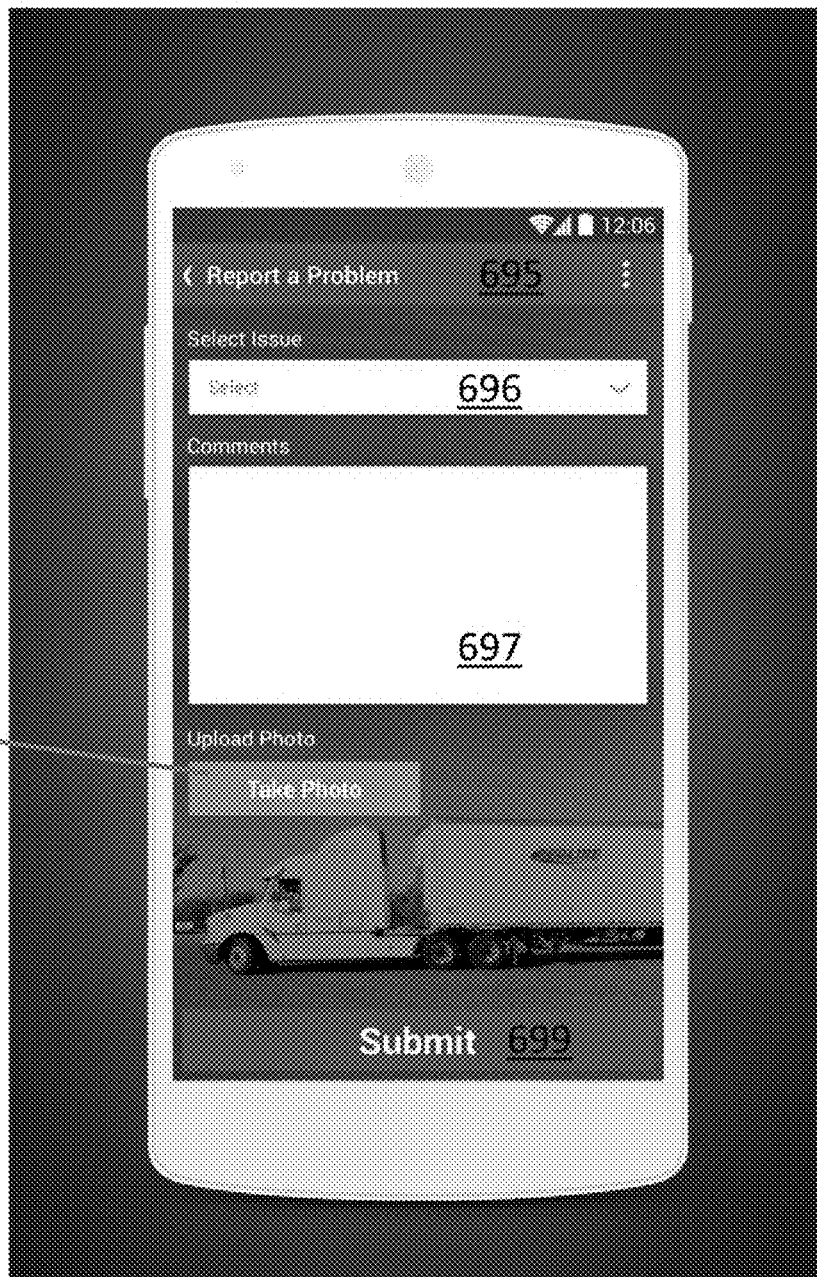 12:06
Report a Problem 695
Select Issue
Select 696
Comments
697
Upload Photo
Take Photo
Submit 699